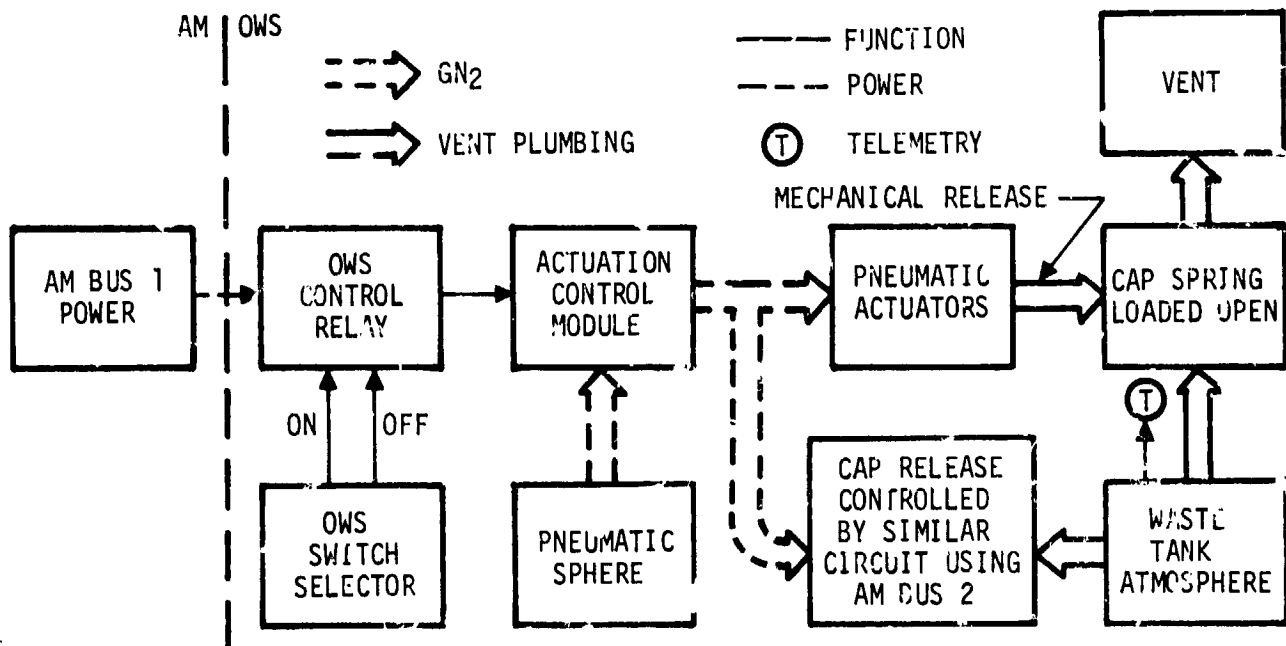 AM OWS
GN2
VENT PLUMBING
FUNCTION
POWER
T TELEMETRY
VENT
MECHANICAL RELEASE
AM BUS 1
POWER
OWS
CONTROL
RELAY
ACTUATION
CONTROL
MODULE
PNEUMATIC
ACTUATORS
CAP SPRING
LOADED OPEN
ON OFF
T
OWS
SWITCH
SELECTOR
PNEUMATIC
SPHERE
CAP RELEASE
CONTROLLED
BY SIMILAR
CIRCUIT USING
AM BUS 2
WASTE
TANK
ATMOSPHERE